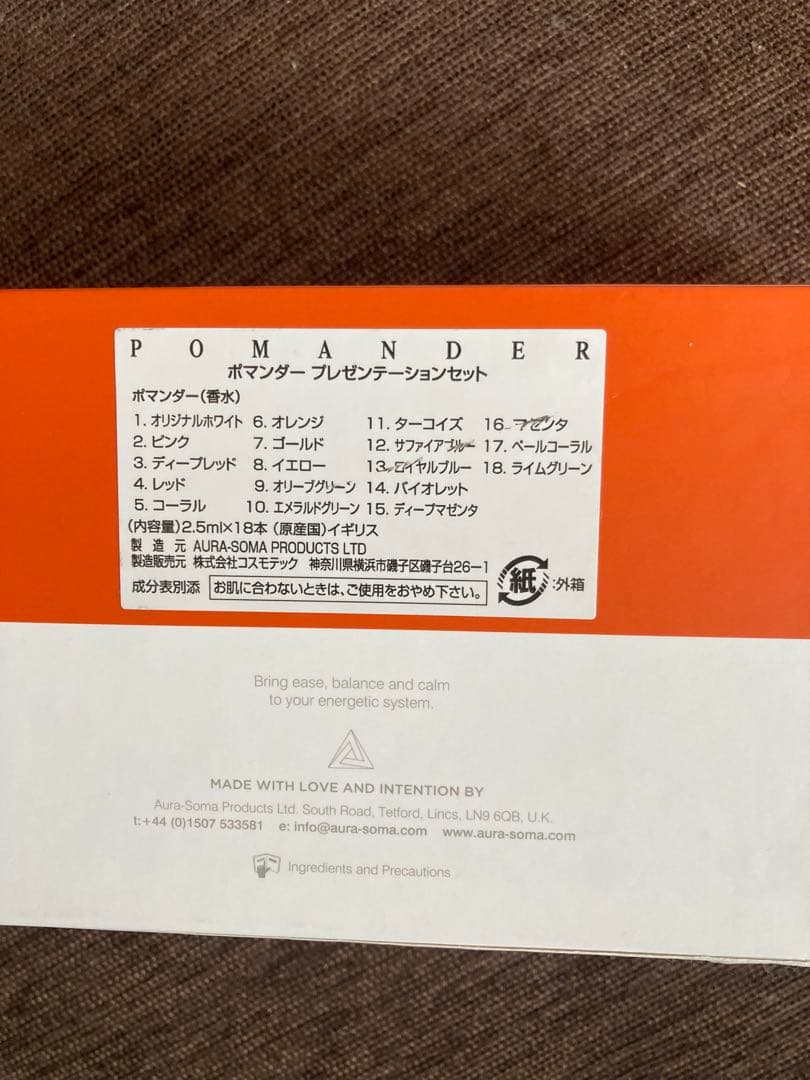 POMANDER
ポマンダー プレゼンテーションセット
ポマンダー(香水)
1. オリジナルホワイト 6. オレンジ 11. ターコイズ 16. マゼンタ
2. ピンク 7. ゴールド 12. サファイアブルー 17. ペールコーラル
3. ディープレッド 8. イエロー 13. ロイヤルブルー 18. ライムグリーン
4. レッド 9. オリーブグリーン 14. バイオレット
5. コーラル 10. エメラルドグリーン 15. ディープマゼンタ
(内容量)2.5ml×18本 (原産国)イギリス
製造元 AURA-SOMA PRODUCTS LTD
製造販売元 株式会社コスモテック 神奈川県横浜市磯子区磯子台26-1
成分表別添 お肌に合わないときは、ご使用をおやめ下さい。 紙:外箱
Bring ease, balance and calm
to your energetic system.
MADE WITH LOVE AND INTENTION BY
Aura-Soma Products Ltd. South Road, Tetford, Lincs, LN9 6QB, U.K.
t:+44 (0)1507 533581 e: info@aura-soma.com www.aura-soma.com
Ingredients and Precautions